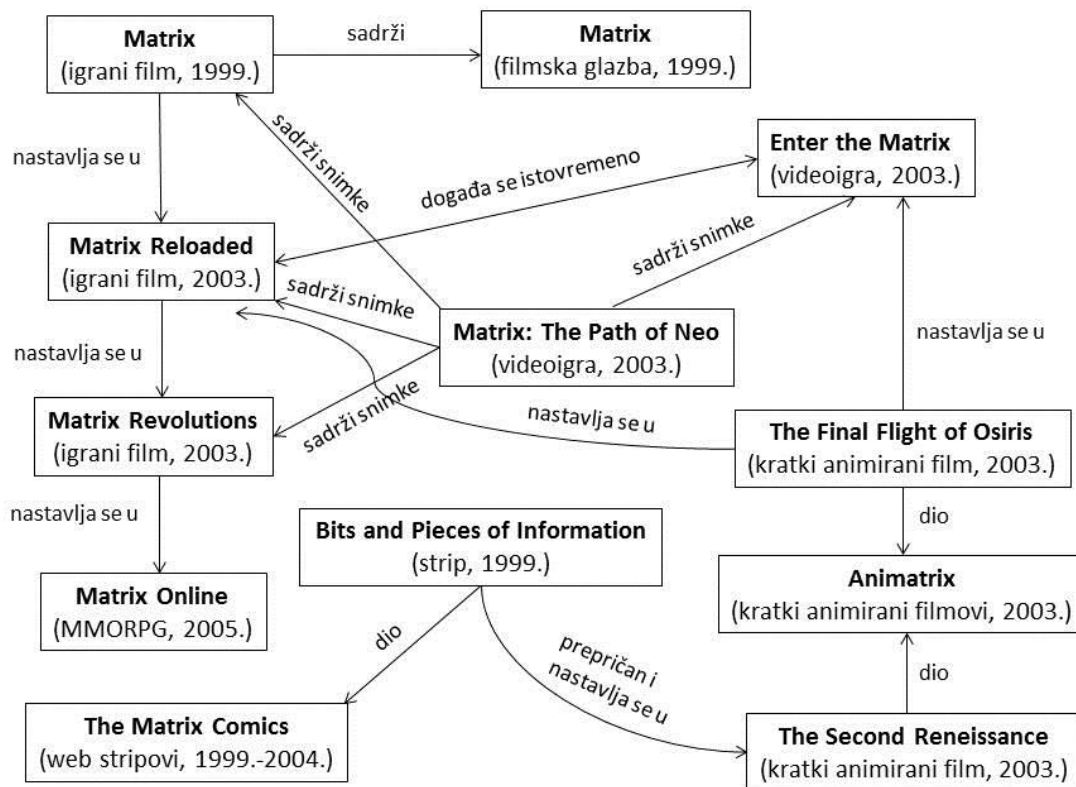 Matrix
(igrani film, 1999.)
sadrži
Matrix
(filmska glazba, 1999.)
nastavlja se u
sadrži snimke
događa se istovremeno
Enter the Matrix
(videoigra, 2003.)
Matrix Reloaded
(igrani film, 2003.)
sadrži snimke
sadrži snimke
Matrix: The Path of Neo
(videoigra, 2003.)
nastavlja se u
nastavlja se u
sadrži snimke
Matrix Revolutions
(igrani film, 2003.)
nastavlja se u
The Final Flight of Osiris
(kratki animirani film, 2003.)
nastavlja se u
dio
Bits and Pieces of Information
(strip, 1999.)
Matrix Online
(MMORPG, 2005.)
Animatrix
(kratki animirani filmovi, 2003.)
dio
prepričan i
nastavlja se u
dio
The Matrix Comics
(web stripovi, 1999.-2004.)
The Second Reneissance
(kratki animirani film, 2003.)